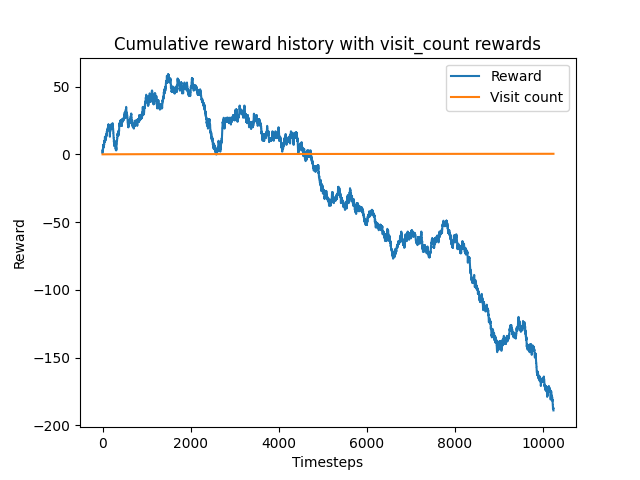 Cumulative reward history with visit_count rewards
Reward
Visit count
50
0
−50
−100
−150
−200
Reward
0
2000
4000
6000
8000
10000
Timesteps